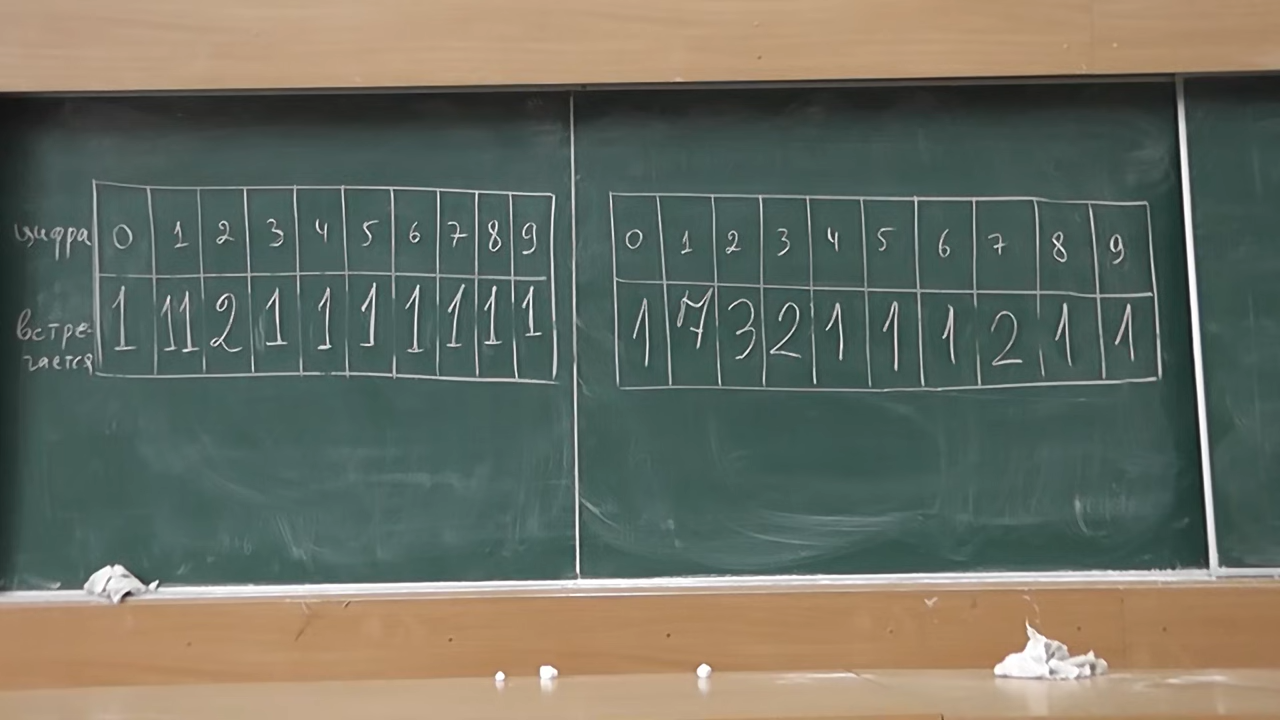 цифра 0 1 2 3 4 5 6 7 8 9
встре-
чается 1 11 2 1 1 1 1 1 1 1
0 1 2 3 4 5 6 7 8 9
1 7 3 2 1 1 1 2 1 1